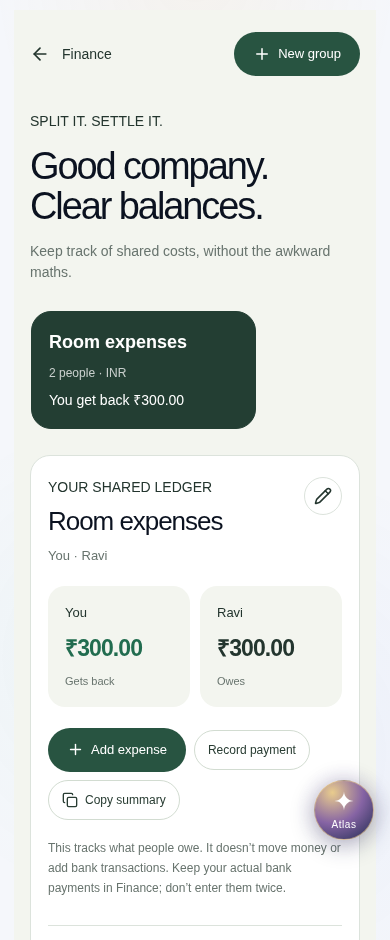 Finance
New group
SPLIT IT. SETTLE IT.
Good company.
Clear balances.
Keep track of shared costs, without the awkward
maths.
Room expenses
2 people · INR
You get back ₹300.00
YOUR SHARED LEDGER
Room expenses
You · Ravi
You
₹300.00
Gets back
Ravi
₹300.00
Owes
Add expense
Record payment
Copy summary
Atlas
This tracks what people owe. It doesn’t move money or
add bank transactions. Keep your actual bank
payments in Finance; don’t enter them twice.